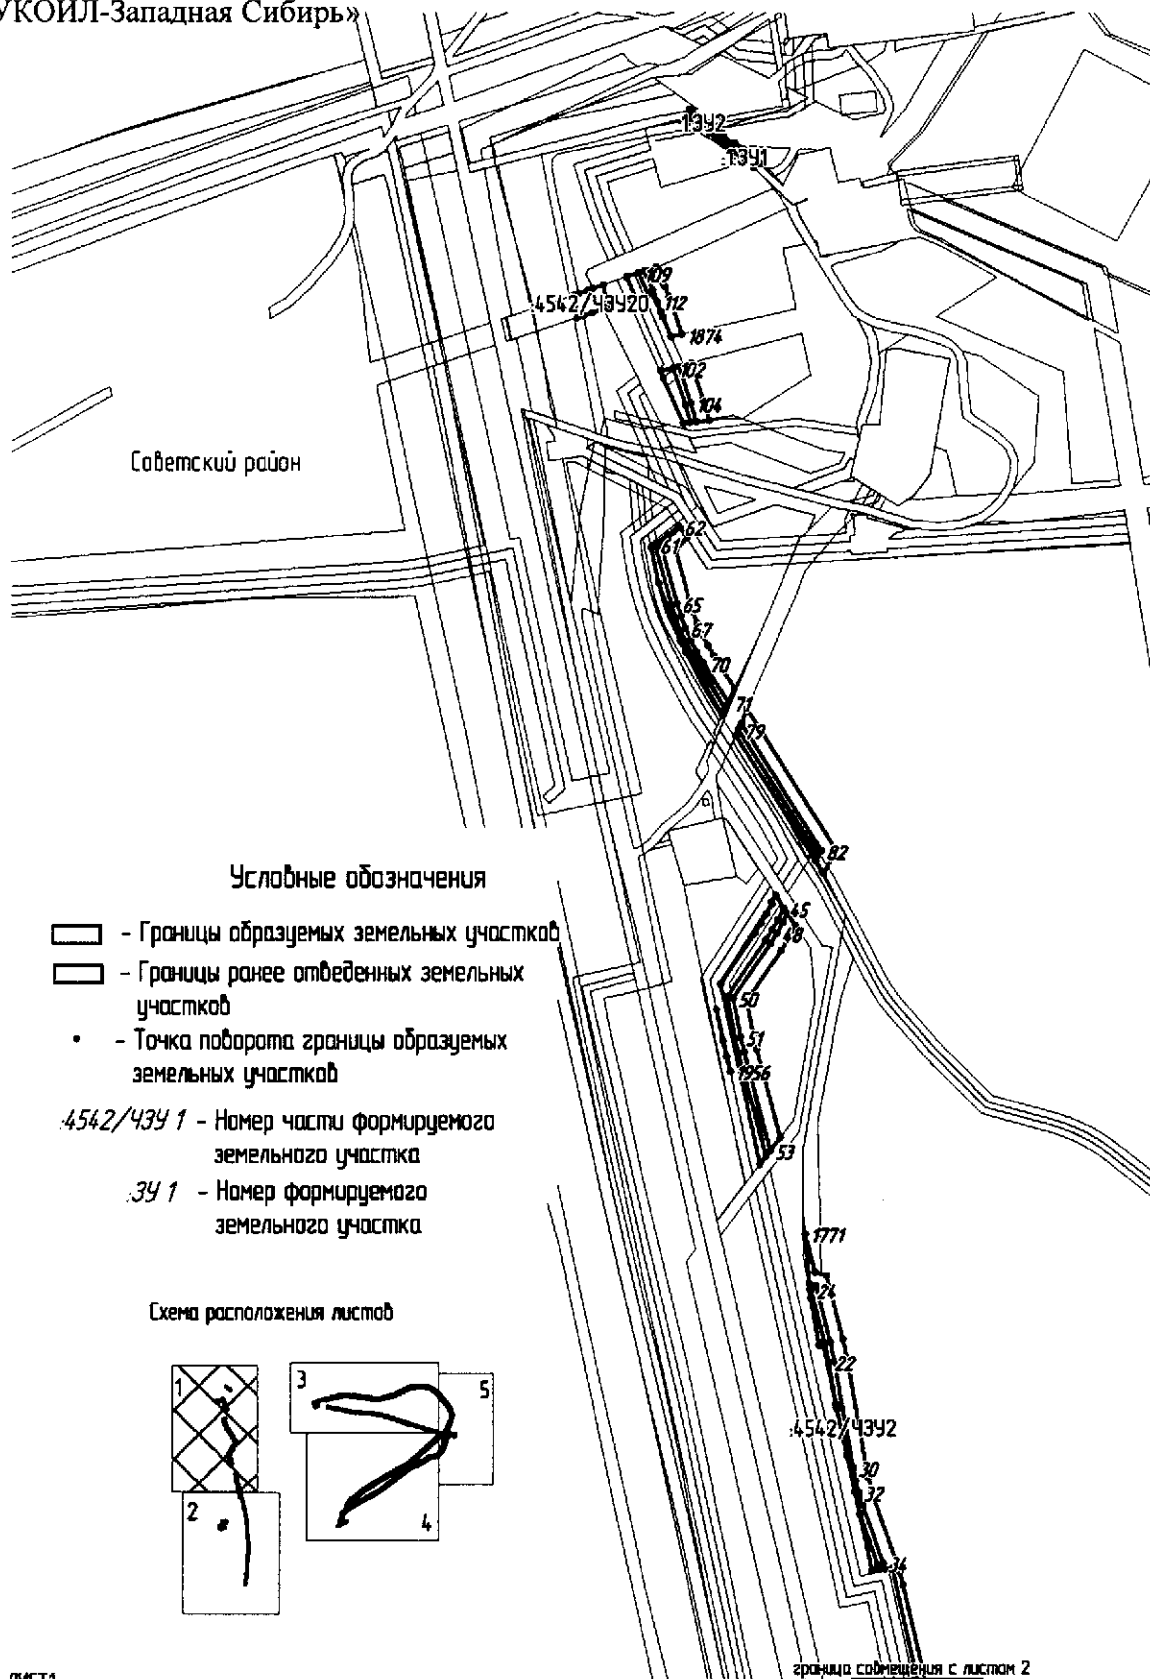 УКОИЛ-Западная Сибирь»
:ЗУ2
:ЗУ1
109
:4542/ЧЗУ20
112
1874
102
104
Советский район
62
61
65
67
70
71
79
82
Условные обозначения
45
- Границы образуемых земельных участков
48
- Границы ранее отведенных земельных
участков
50
- Точка поворота границы образуемых
земельных участков
51
1956
:4542/ЧЗУ 1 - Номер части формируемого
земельного участка
53
:ЗУ 1 - Номер формируемого
земельного участка
1771
24
Схема расположения листов
22
1
3
5
:4542/ЧЗУ2
30
32
2
4
34
граница совмещения с листом 2